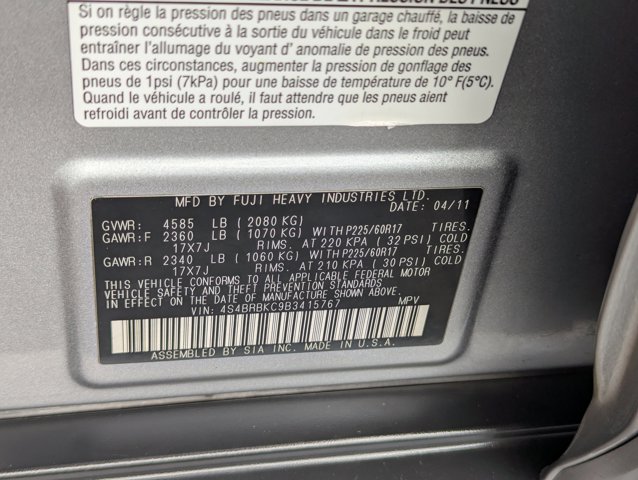 Si on règle la pression des pneus dans un garage chauffé, la baisse de
pression consécutive à la sortie du véhicule dans le froid peut
entraîner l'allumage du voyant d' anomalie de pression des pneus.
Dans ces circonstances, augmenter la pression de gonflage des
pneus de 1psi (7kPa) pour une baisse de température de 10° F(5°C).
Quand le véhicule a roulé, il faut attendre que les pneus aient
refroidi avant de contrôler la pression.
MFD BY FUJI HEAVY INDUSTRIES LTD.
DATE: 04/11
GVWR: 4585 LB (2080 KG)
GAWR:F 2360 LB (1070 KG) WITH P225/60R17 TIRES.
17X7J RIMS. AT 220 KPA (32 PSI) COLD
GAWR:R 2340 LB (1060 KG) WITH P225/60R17 TIRES.
17X7J RIMS. AT 210 KPA (30 PSI) COLD
THIS VEHICLE CONFORMS TO ALL APPLICABLE FEDERAL MOTOR
VEHICLE SAFETY AND THEFT PREVENTION STANDARDS
IN EFFECT ON THE DATE OF MANUFACTURE SHOWN ABOVE.
VIN: 4S4BRBKC9B3415767 MPV
ASSEMBLED BY SIA INC. MADE IN U.S.A.